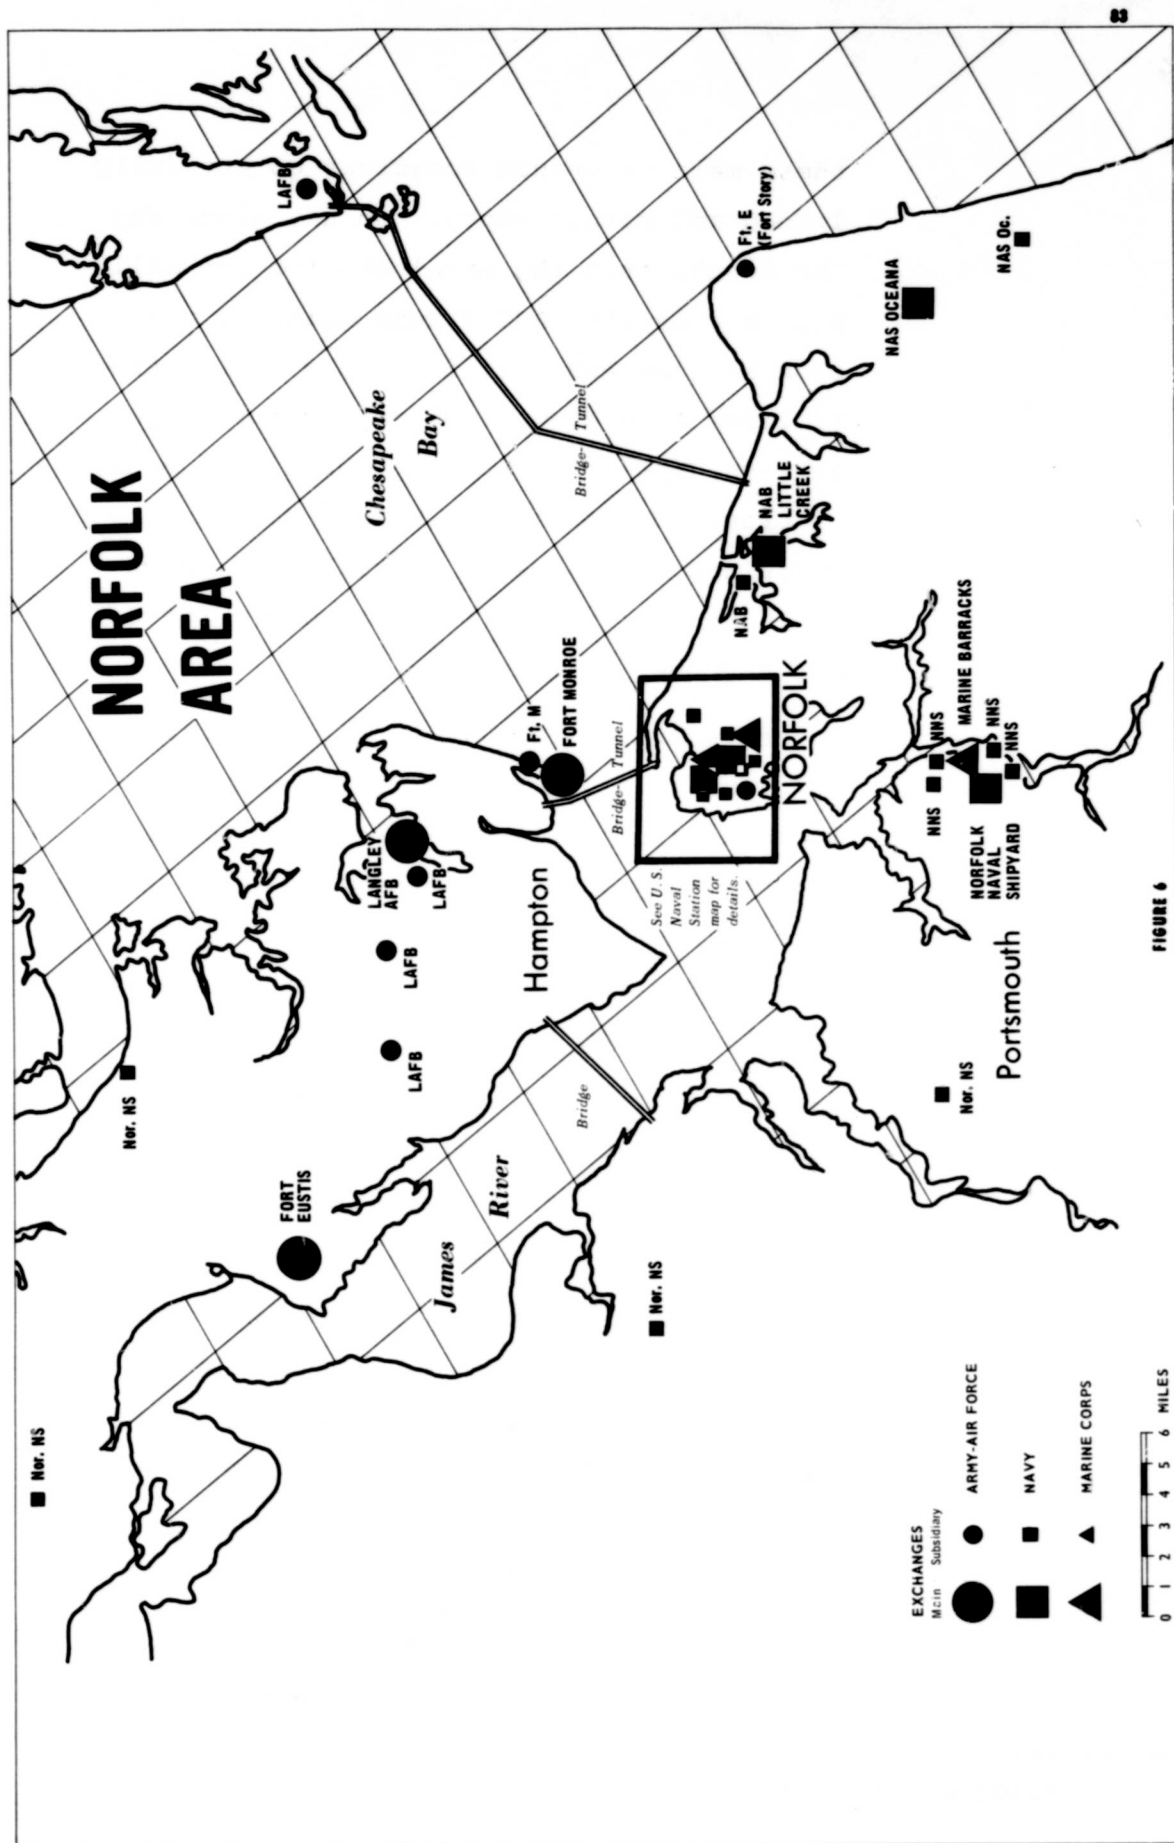 83
NORFOLK
AREA
Chesapeake
Bay
LAFB
Bridge- Tunnel
Ft. E
(Fort Story)
NAS OCEANA
NAS Oc.
NAB
LITTLE
CREEK
NAB
Ft. M
FORT MONROE
Bridge- Tunnel
NORFOLK
LANGLEY
AFB
LAFB
LAFB
LAFB
Hampton
See U.S.
Naval
Station
map for
details.
MARINE BARRACKS
NNS
NNS
NNS
NNS
NORFOLK
NAVAL
SHIPYARD
Portsmouth
Nor. NS
Nor. NS
Bridge
James
River
FORT
EUSTIS
Nor. NS
Nor. NS
EXCHANGES
Main Subsidiary
ARMY-AIR FORCE
NAVY
MARINE CORPS
0 1 2 3 4 5 6 MILES
FIGURE 6